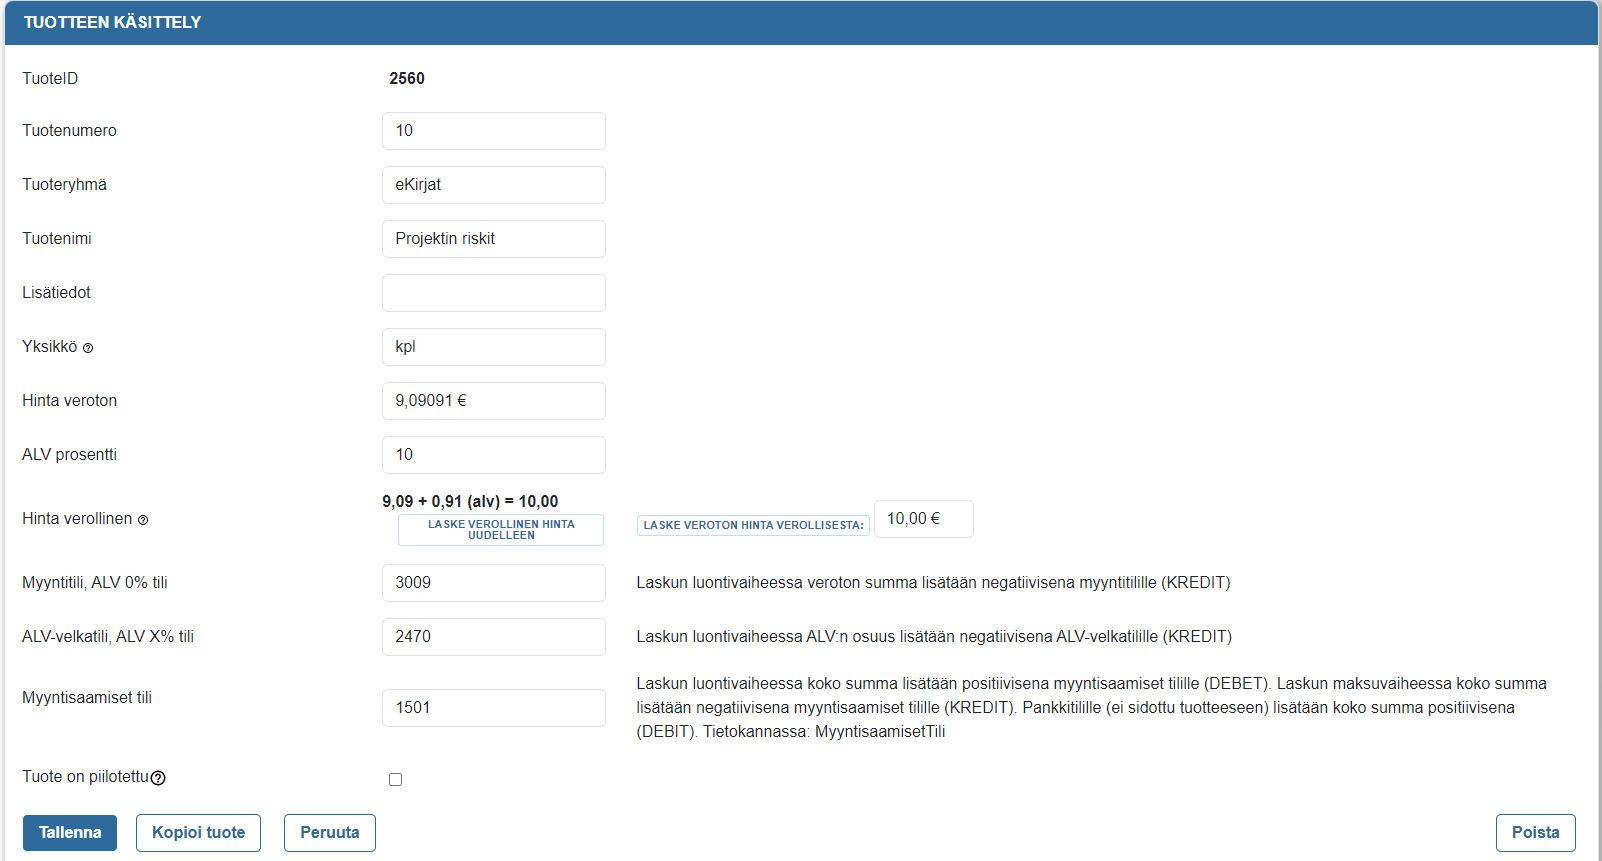 TUOTTEEN KÄSITTELY
TuoteID 2560
Tuotenumero 10
Tuoteryhmä eKirjat
Tuotenimi Projektin riskit
Lisätiedot
Yksikkö kpl
Hinta veroton 9,09091 €
ALV prosentti 10
9,09 + 0,91 (alv) = 10,00
Hinta verollinen
LASKE VEROLLINEN HINTA
UUDELLEEN
LASKE VEROTON HINTA VEROLLISESTA: 10,00 €
Myyntitili, ALV 0% tili 3009 Laskun luontivaiheessa veroton summa lisätään negatiivisena myyntitilille (KREDIT)
ALV-velkatili, ALV X% tili 2470 Laskun luontivaiheessa ALV:n osuus lisätään negatiivisena ALV-velkatilille (KREDIT)
Myyntisaamiset tili 1501
Laskun luontivaiheessa koko summa lisätään positiivisena myyntisaamiset tilille (DEBET). Laskun maksuvaiheessa koko summa
lisätään negatiivisena myyntisaamiset tilille (KREDIT). Pankkitilille (ei sidottu tuotteeseen) lisätään koko summa positiivisena
(DEBIT). Tietokannassa: MyyntisaamisetTili
Tuote on piilotettu
Tallenna Kopioi tuote Peruuta Poista